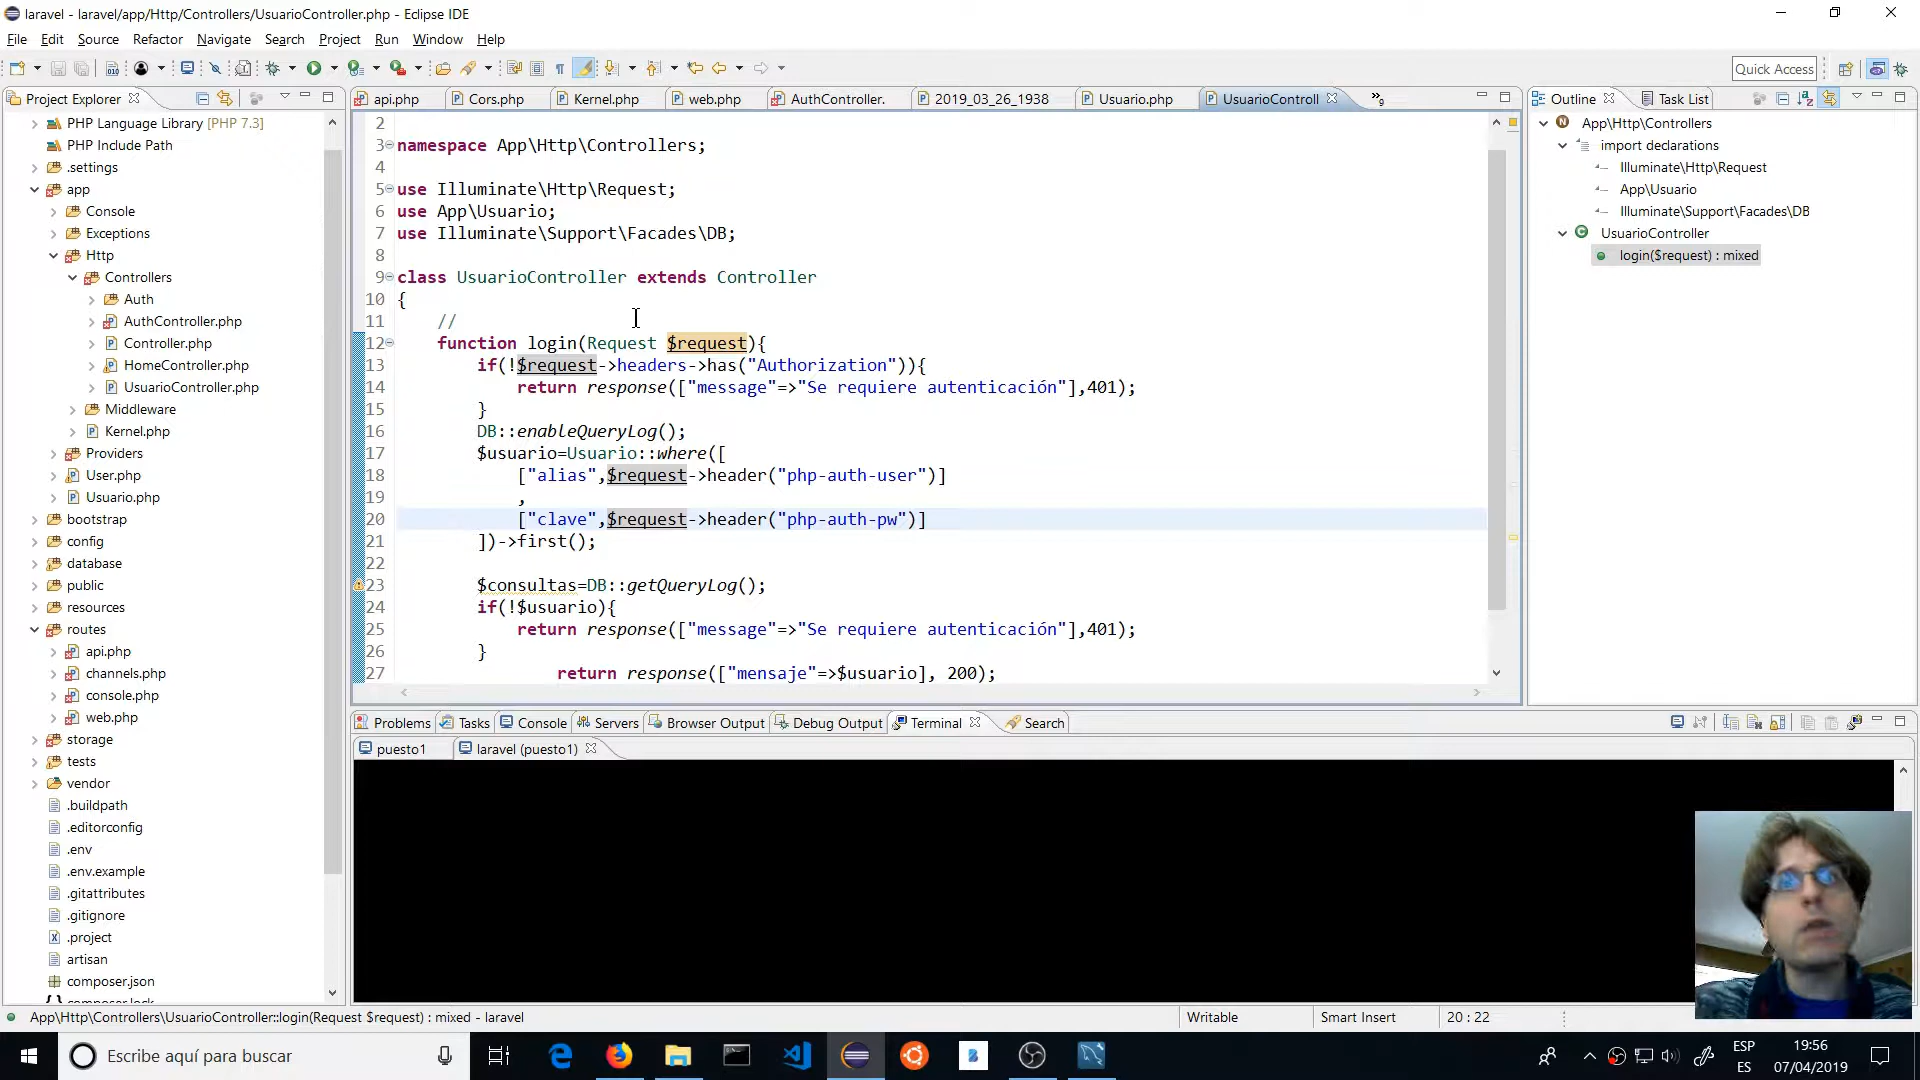 laravel - laravel/app/Http/Controllers/UsuarioController.php - Eclipse IDE
File Edit Source Refactor Navigate Search Project Run Window Help
Quick Access
Project Explorer
PHP Language Library [PHP 7.3]
PHP Include Path
.settings
app
Console
Exceptions
Http
Controllers
Auth
AuthController.php
Controller.php
HomeController.php
UsuarioController.php
Middleware
Kernel.php
Providers
User.php
Usuario.php
bootstrap
config
database
public
resources
routes
api.php
channels.php
console.php
web.php
storage
tests
vendor
.buildpath
.editorconfig
.env
.env.example
.gitattributes
.gitignore
.project
artisan
composer.json
api.php Cors.php Kernel.php web.php AuthController. 2019_03_26_1938 Usuario.php UsuarioControll »9
2
3 namespace App\Http\Controllers;
4
5 use Illuminate\Http\Request;
6 use App\Usuario;
7 use Illuminate\Support\Facades\DB;
8
9 class UsuarioController extends Controller
10 {
11 //
12 function login(Request $request){
13 if(!$request->headers->has("Authorization")){
14 return response(["message"=>"Se requiere autenticación"],401);
15 }
16 DB::enableQueryLog();
17 $usuario=Usuario::where([
18 ["alias",$request->header("php-auth-user")]
19 ,
20 ["clave",$request->header("php-auth-pw")]
21 ])->first();
22
23 $consultas=DB::getQueryLog();
24 if(!$usuario){
25 return response(["message"=>"Se requiere autenticación"],401);
26 }
27 return response(["mensaje"=>$usuario], 200);
Outline Task List
App\Http\Controllers
import declarations
Illuminate\Http\Request
App\Usuario
Illuminate\Support\Facades\DB
UsuarioController
login($request) : mixed
Problems Tasks Console Servers Browser Output Debug Output Terminal Search
puesto1 laravel (puesto1)
App\Http\Controllers\UsuarioController::login(Request $request) : mixed - laravel
Writable Smart Insert 20 : 22
Escribe aquí para buscar
ESP
ES
19:56
07/04/2019